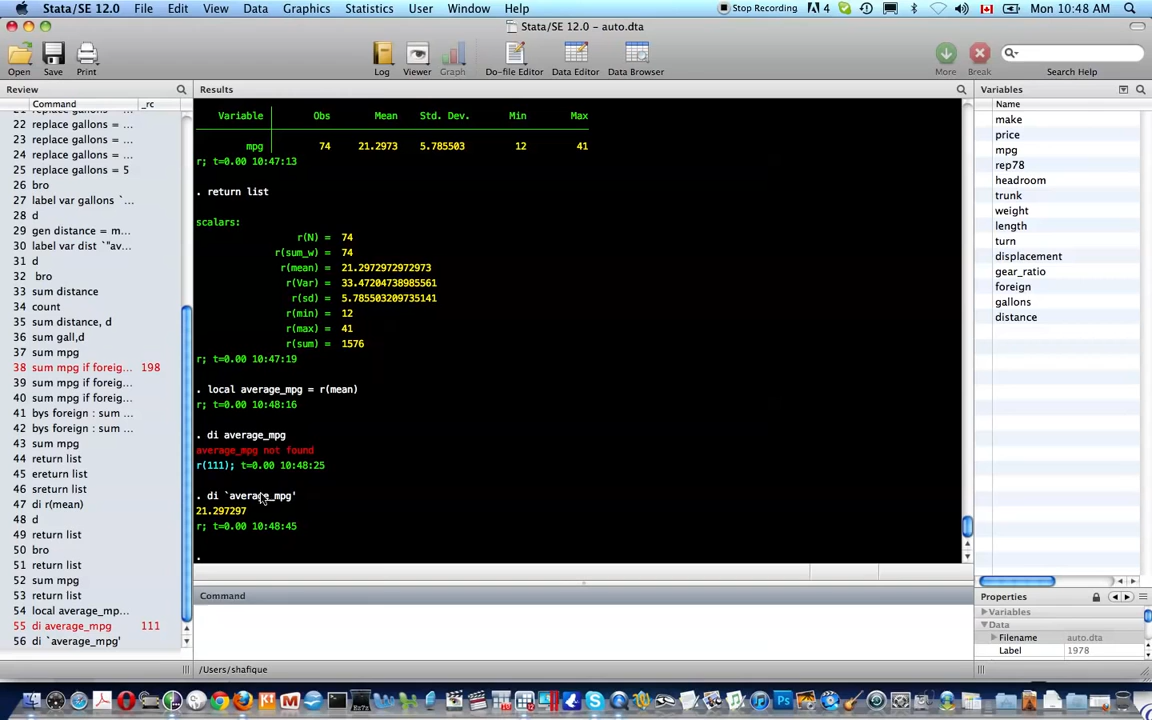 Stata/SE 12.0 File Edit View Data Graphics Statistics User Window Help Stop Recording 4 Mon 10:48 AM
Stata/SE 12.0 – auto.dta
Open Save Print Log Viewer Graph Do-file Editor Data Editor Data Browser More Break Search Help
Review
Command _rc
21 replace gallons = ...
22 replace gallons = ...
23 replace gallons = ...
24 replace gallons = ...
25 replace gallons = 5
26 bro
27 label var gallons `...
28 d
29 gen distance = m...
30 label var dist `"av...
31 d
32 bro
33 sum distance
34 count
35 sum distance, d
36 sum gall,d
37 sum mpg
38 sum mpg if foreig... 198
39 sum mpg if foreig...
40 sum mpg if foreig...
41 bys foreign : sum ...
42 bys foreign : sum ...
43 sum mpg
44 return list
45 ereturn list
46 sreturn list
47 di r(mean)
48 d
49 return list
50 bro
51 return list
52 sum mpg
53 return list
54 local average_mp...
55 di average_mpg 111
56 di `average_mpg'
Results
Variable Obs Mean Std. Dev. Min Max
mpg 74 21.2973 5.785503 12 41
r; t=0.00 10:47:13
. return list
scalars:
r(N) = 74
r(sum_w) = 74
r(mean) = 21.2972972972973
r(Var) = 33.47204738985561
r(sd) = 5.785503209735141
r(min) = 12
r(max) = 41
r(sum) = 1576
r; t=0.00 10:47:19
. local average_mpg = r(mean)
r; t=0.00 10:48:16
. di average_mpg
average_mpg not found
r(111); t=0.00 10:48:25
. di `average_mpg'
21.297297
r; t=0.00 10:48:45
.
Command
/Users/shafique
Variables
Name
make
price
mpg
rep78
headroom
trunk
weight
length
turn
displacement
gear_ratio
foreign
gallons
distance
Properties
Variables
Data
Filename auto.dta
Label 1978